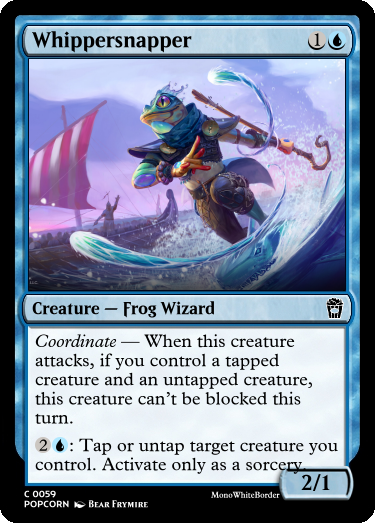 Whippersnapper 1
Creature — Frog Wizard
Coordinate — When this creature
attacks, if you control a tapped
creature and an untapped creature,
this creature can't be blocked this
turn.
2: Tap or untap target creature you
control. Activate only as a sorcery.
2/1
C 0059
POPCORN BEAR FRYMIRE
MonoWhiteBorder